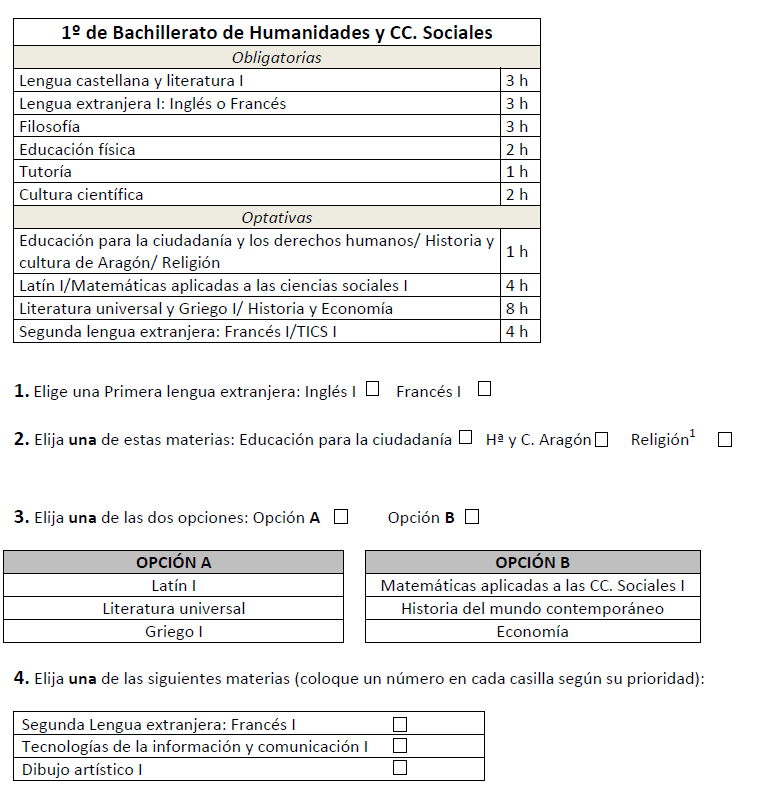 1º de Bachillerato de Humanidades y CC. Sociales
Obligatorias
Lengua castellana y literatura I 3 h
Lengua extranjera I: Inglés o Francés 3 h
Filosofía 3 h
Educación física 2 h
Tutoría 1 h
Cultura científica 2 h
Optativas
Educación para la ciudadanía y los derechos humanos/ Historia y
cultura de Aragón/ Religión 1 h
Latín I/Matemáticas aplicadas a las ciencias sociales I 4 h
Literatura universal y Griego I/ Historia y Economía 8 h
Segunda lengua extranjera: Francés I/TICS I 4 h
1. Elige una Primera lengua extranjera: Inglés I Francés I
2. Elija una de estas materias: Educación para la ciudadanía Hª y C. Aragón Religión1
3. Elija una de las dos opciones: Opción A Opción B
OPCIÓN A OPCIÓN B
Latín I Matemáticas aplicadas a las CC. Sociales I
Literatura universal Historia del mundo contemporáneo
Griego I Economía
4. Elija una de las siguientes materias (coloque un número en cada casilla según su prioridad):
Segunda Lengua extranjera: Francés I
Tecnologías de la información y comunicación I
Dibujo artístico I